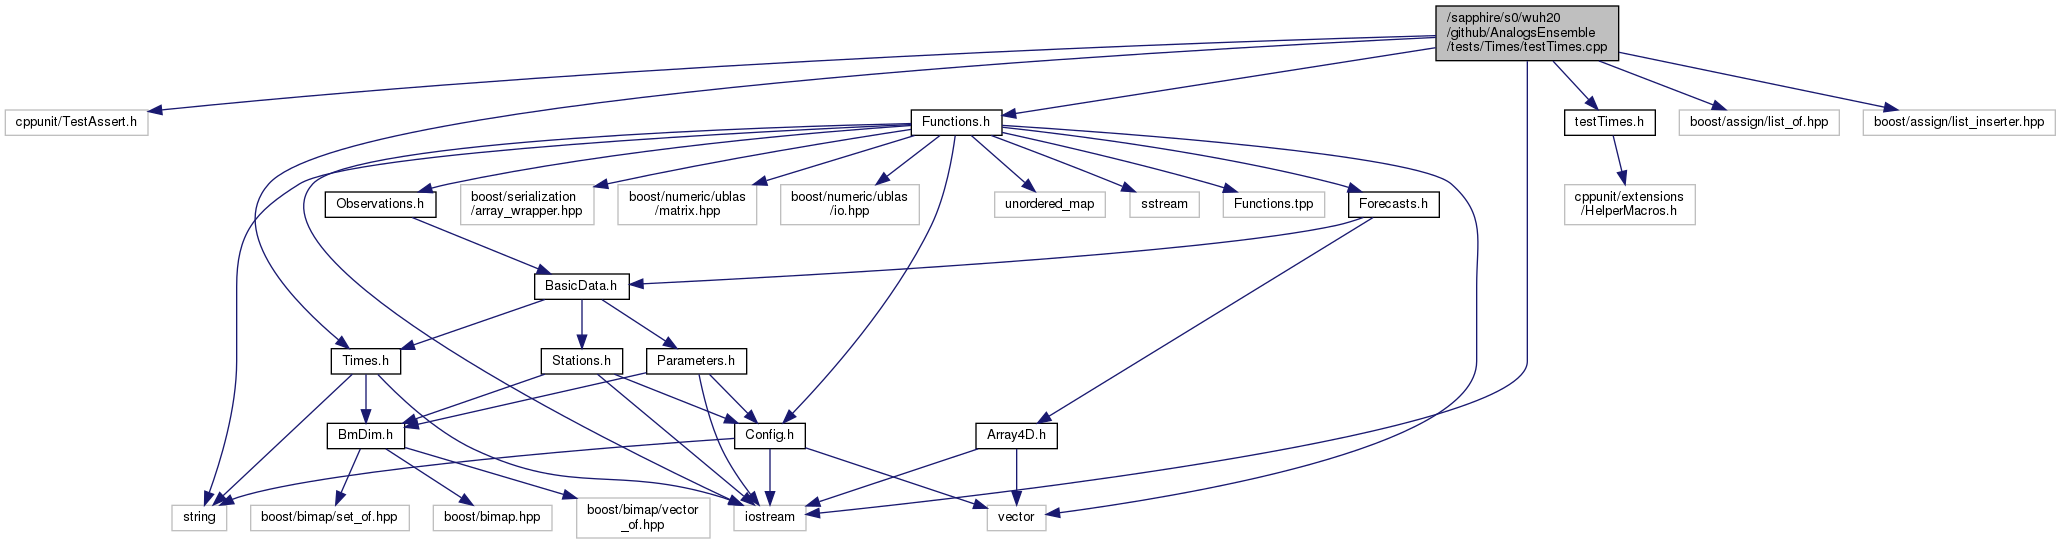 /sapphire/s0/wuh20
/github/AnalogsEnsemble
/tests/Times/testTimes.cpp
cppunit/TestAssert.h
Functions.h
testTimes.h
boost/assign/list_of.hpp
boost/assign/list_inserter.hpp
Observations.h
boost/serialization
/array_wrapper.hpp
boost/numeric/ublas
/matrix.hpp
boost/numeric/ublas
/io.hpp
unordered_map
sstream
Functions.tpp
Forecasts.h
cppunit/extensions
/HelperMacros.h
BasicData.h
Times.h
Stations.h
Parameters.h
BmDim.h
Config.h
Array4D.h
string
boost/bimap/set_of.hpp
boost/bimap.hpp
boost/bimap/vector
_of.hpp
iostream
vector